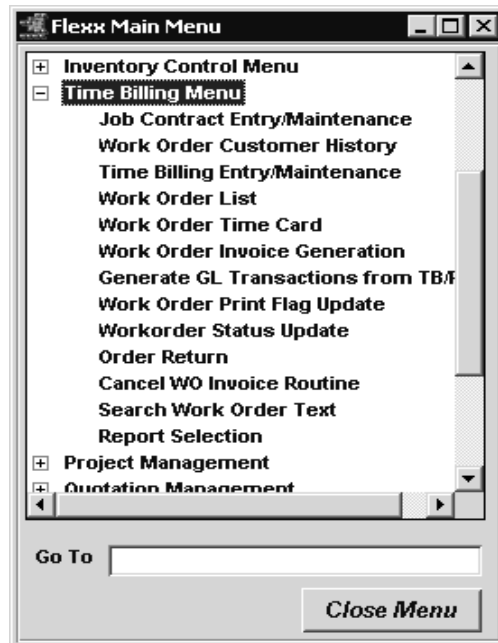 Flexx Main Menu
Inventory Control Menu
Time Billing Menu
Job Contract Entry/Maintenance
Work Order Customer History
Time Billing Entry/Maintenance
Work Order List
Work Order Time Card
Work Order Invoice Generation
Generate GL Transactions from TB/
Work Order Print Flag Update
Workorder Status Update
Order Return
Cancel WO Invoice Routine
Search Work Order Text
Report Selection
Project Management
Quotation Management
Go To
Close Menu